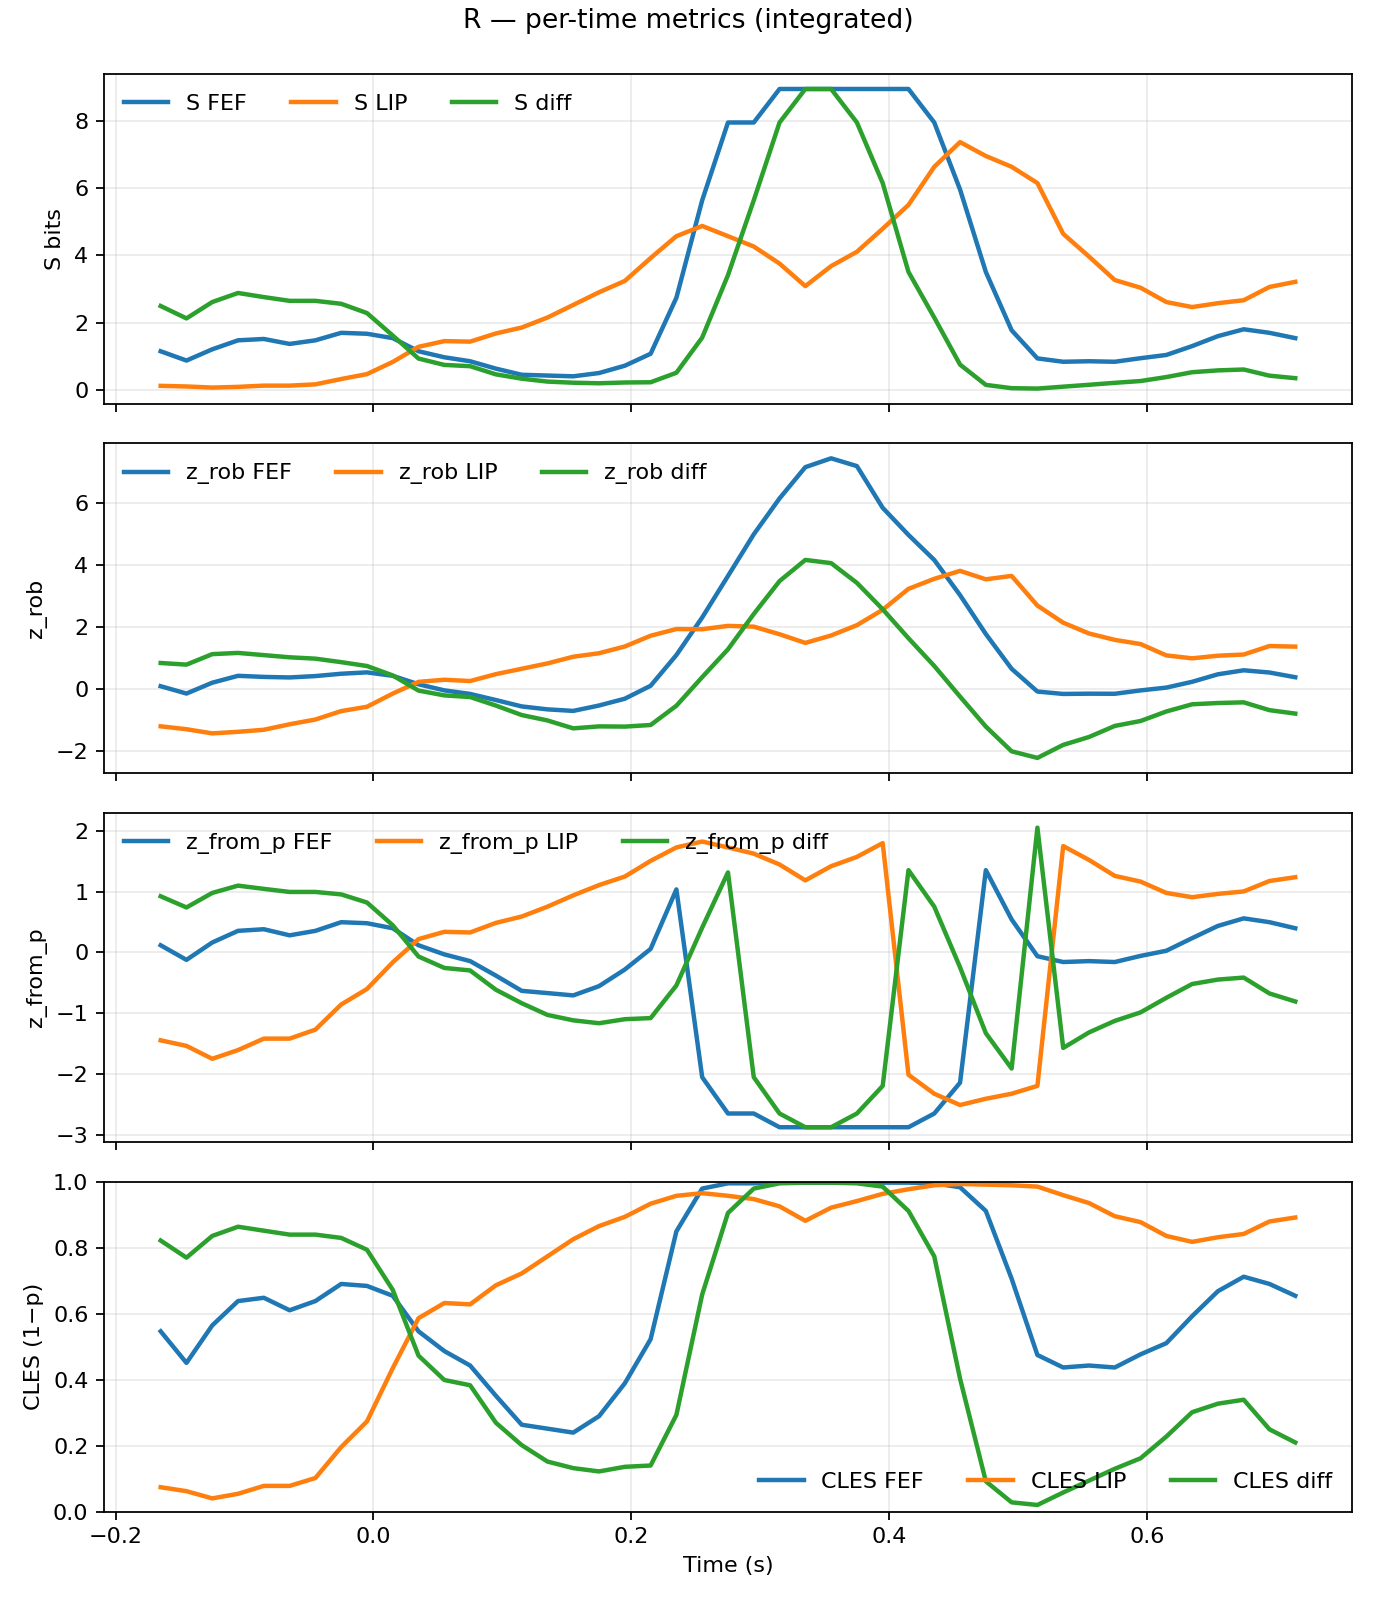 R — per-time metrics (integrated)
S FEF S LIP S diff
8
6
4
2
0
S bits
z_rob FEF z_rob LIP z_rob diff
6
4
2
0
−2
z_rob
z_from_p FEF z_from_p LIP z_from_p diff
2
1
0
−1
−2
−3
z_from_p
1.0
0.8
0.6
0.4
0.2
0.0
CLES (1−p)
CLES FEF CLES LIP CLES diff
−0.2 0.0 0.2 0.4 0.6
Time (s)